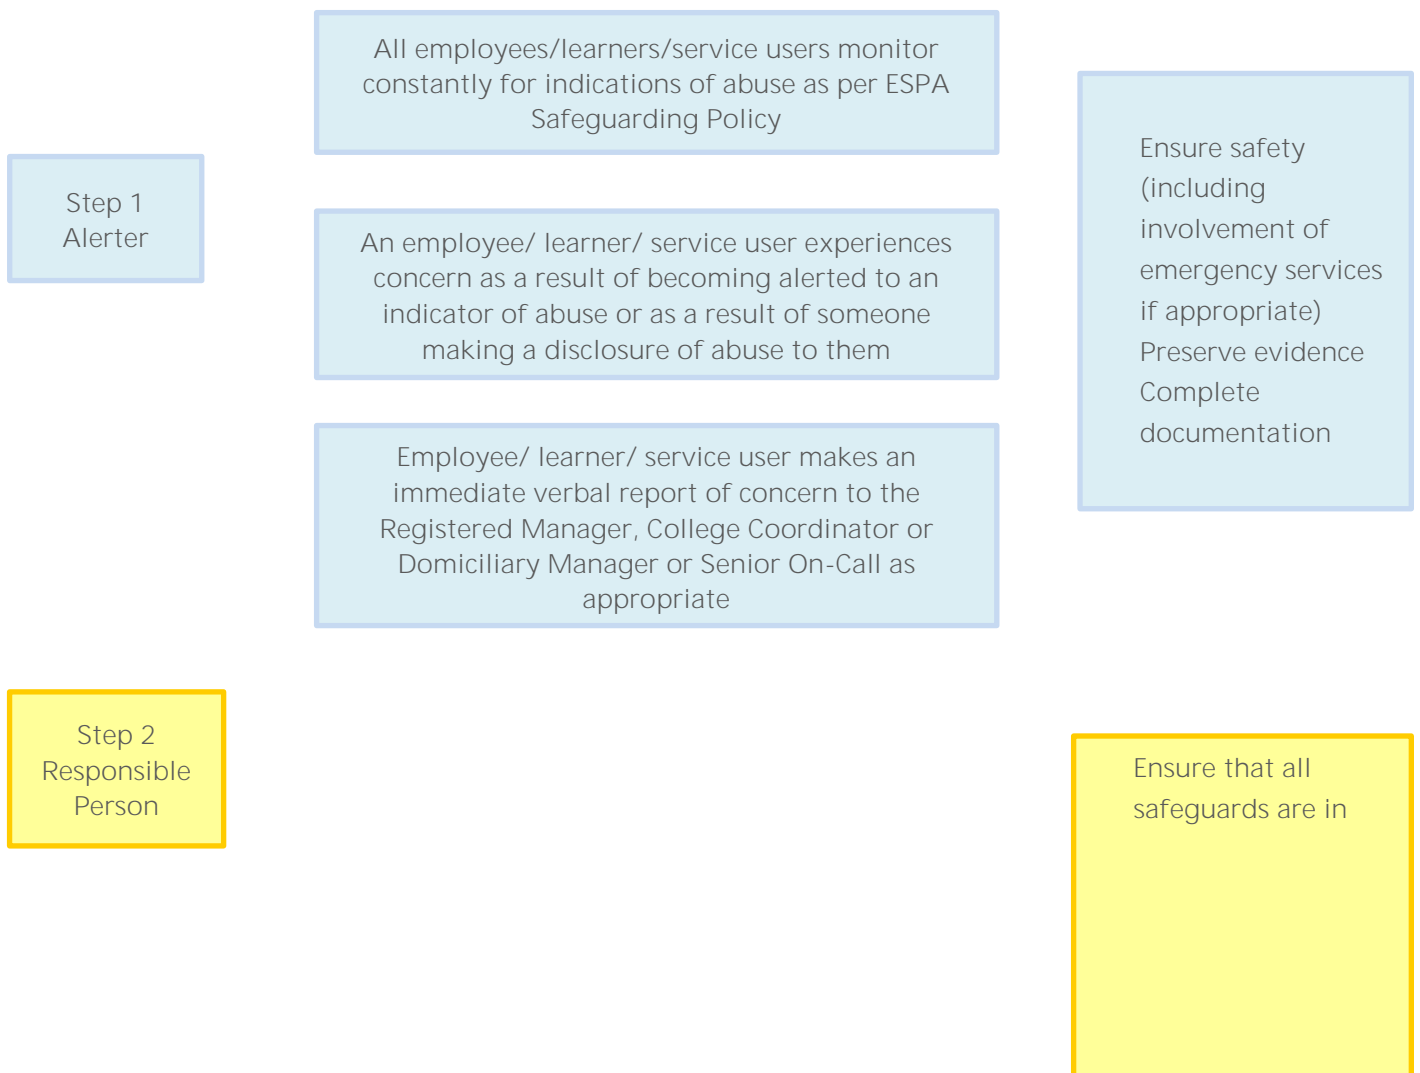 All employees/learners/service users monitor
constantly for indications of abuse as per ESPA
Safeguarding Policy
Step 1
Alerter
An employee/ learner/ service user experiences
concern as a result of becoming alerted to an
indicator of abuse or as a result of someone
making a disclosure of abuse to them
Employee/ learner/ service user makes an
immediate verbal report of concern to the
Registered Manager, College Coordinator or
Domiciliary Manager or Senior On-Call as
appropriate
Ensure safety
(including
involvement of
emergency services
if appropriate)
Preserve evidence
Complete
documentation
Step 2
Responsible
Person
Ensure that all
safeguards are in